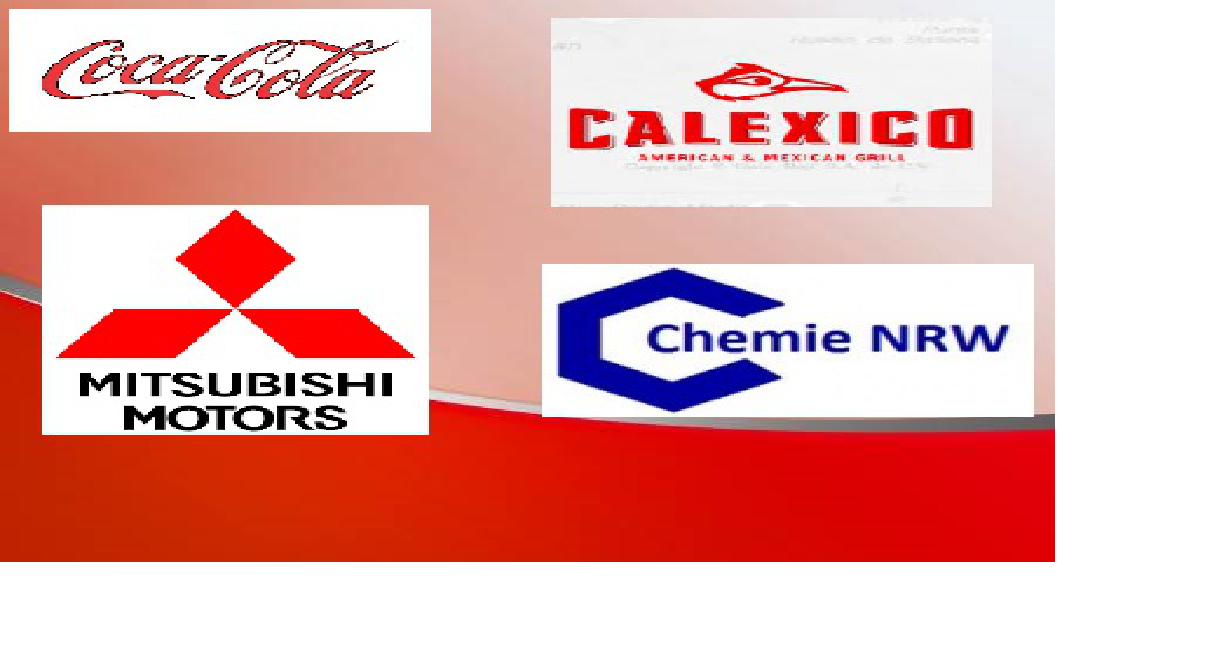 Coca-Cola
CALEXICO
AMERICAN & MEXICAN GRILL
MITSUBISHI
MOTORS
Chemie NRW